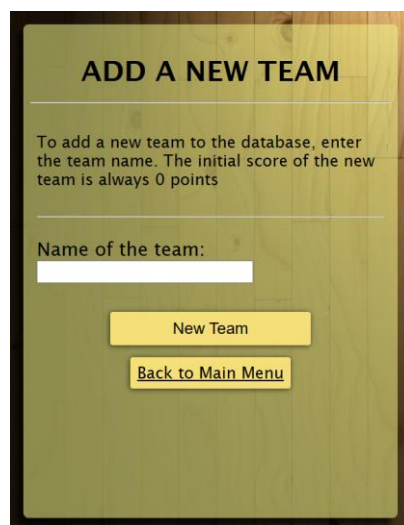 ADD A NEW TEAM
To add a new team to the database, enter
the team name. The initial score of the new
team is always 0 points
Name of the team:
New Team
Back to Main Menu